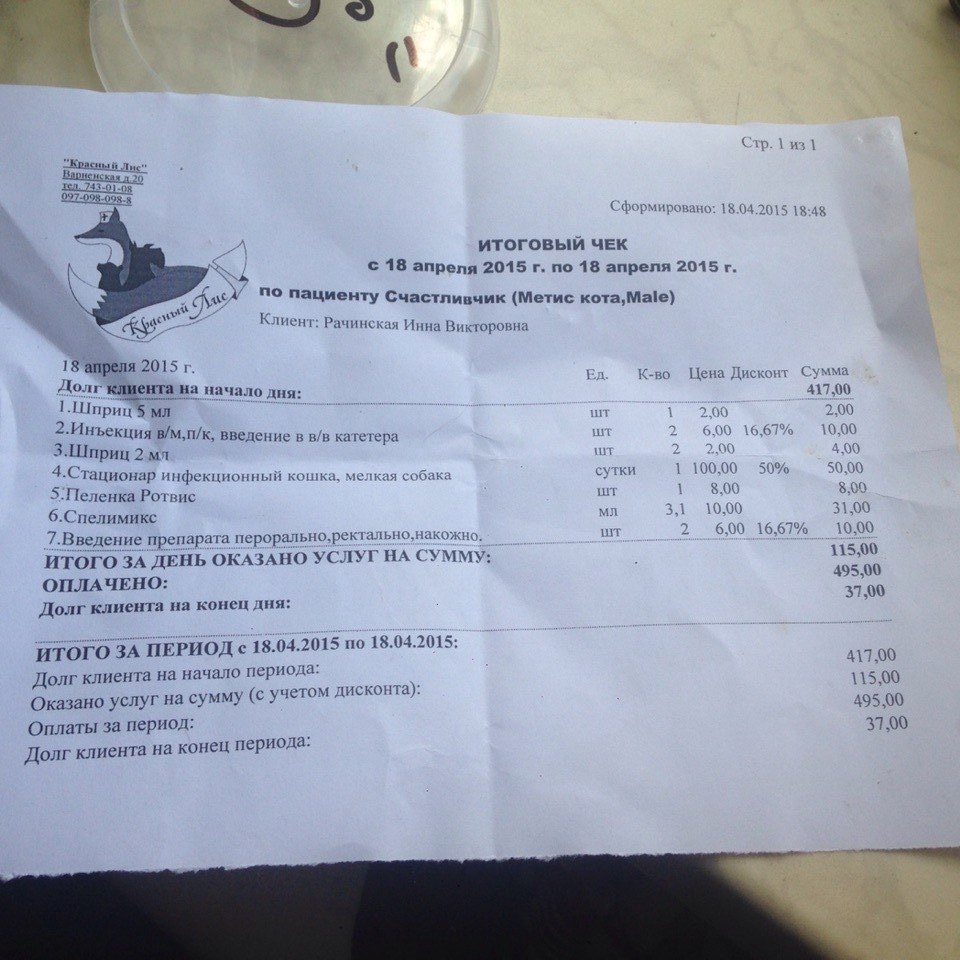 Стр. 1 из 1
"Красный Лис"
Варненская д.20
тел. 743-01-08
097-098-098-8
Сформировано: 18.04.2015 18:48
Красный Лис
ИТОГОВЫЙ ЧЕК
с 18 апреля 2015 г. по 18 апреля 2015 г.
по пациенту Счастливчик (Метис кота,Male)
Клиент: Рачинская Инна Викторовна
18 апреля 2015 г. Ед. К-во Цена Дисконт Сумма
Долг клиента на начало дня: 417,00
1.Шприц 5 мл шт 1 2,00 2,00
2.Инъекция в/м,п/к, введение в в/в катетера шт 2 6,00 16,67% 10,00
3.Шприц 2 мл шт 2 2,00 4,00
4.Стационар инфекционный кошка, мелкая собака сутки 1 100,00 50% 50,00
5.Пеленка Ротвис шт 1 8,00 8,00
6.Спелимикс мл 3,1 10,00 31,00
7.Введение препарата перорально,ректально,накожно. шт 2 6,00 16,67% 10,00
ИТОГО ЗА ДЕНЬ ОКАЗАНО УСЛУГ НА СУММУ: 115,00
ОПЛАЧЕНО: 495,00
Долг клиента на конец дня: 37,00
ИТОГО ЗА ПЕРИОД с 18.04.2015 по 18.04.2015:
Долг клиента на начало периода: 417,00
Оказано услуг на сумму (с учетом дисконта): 115,00
Оплаты за период: 495,00
Долг клиента на конец периода: 37,00